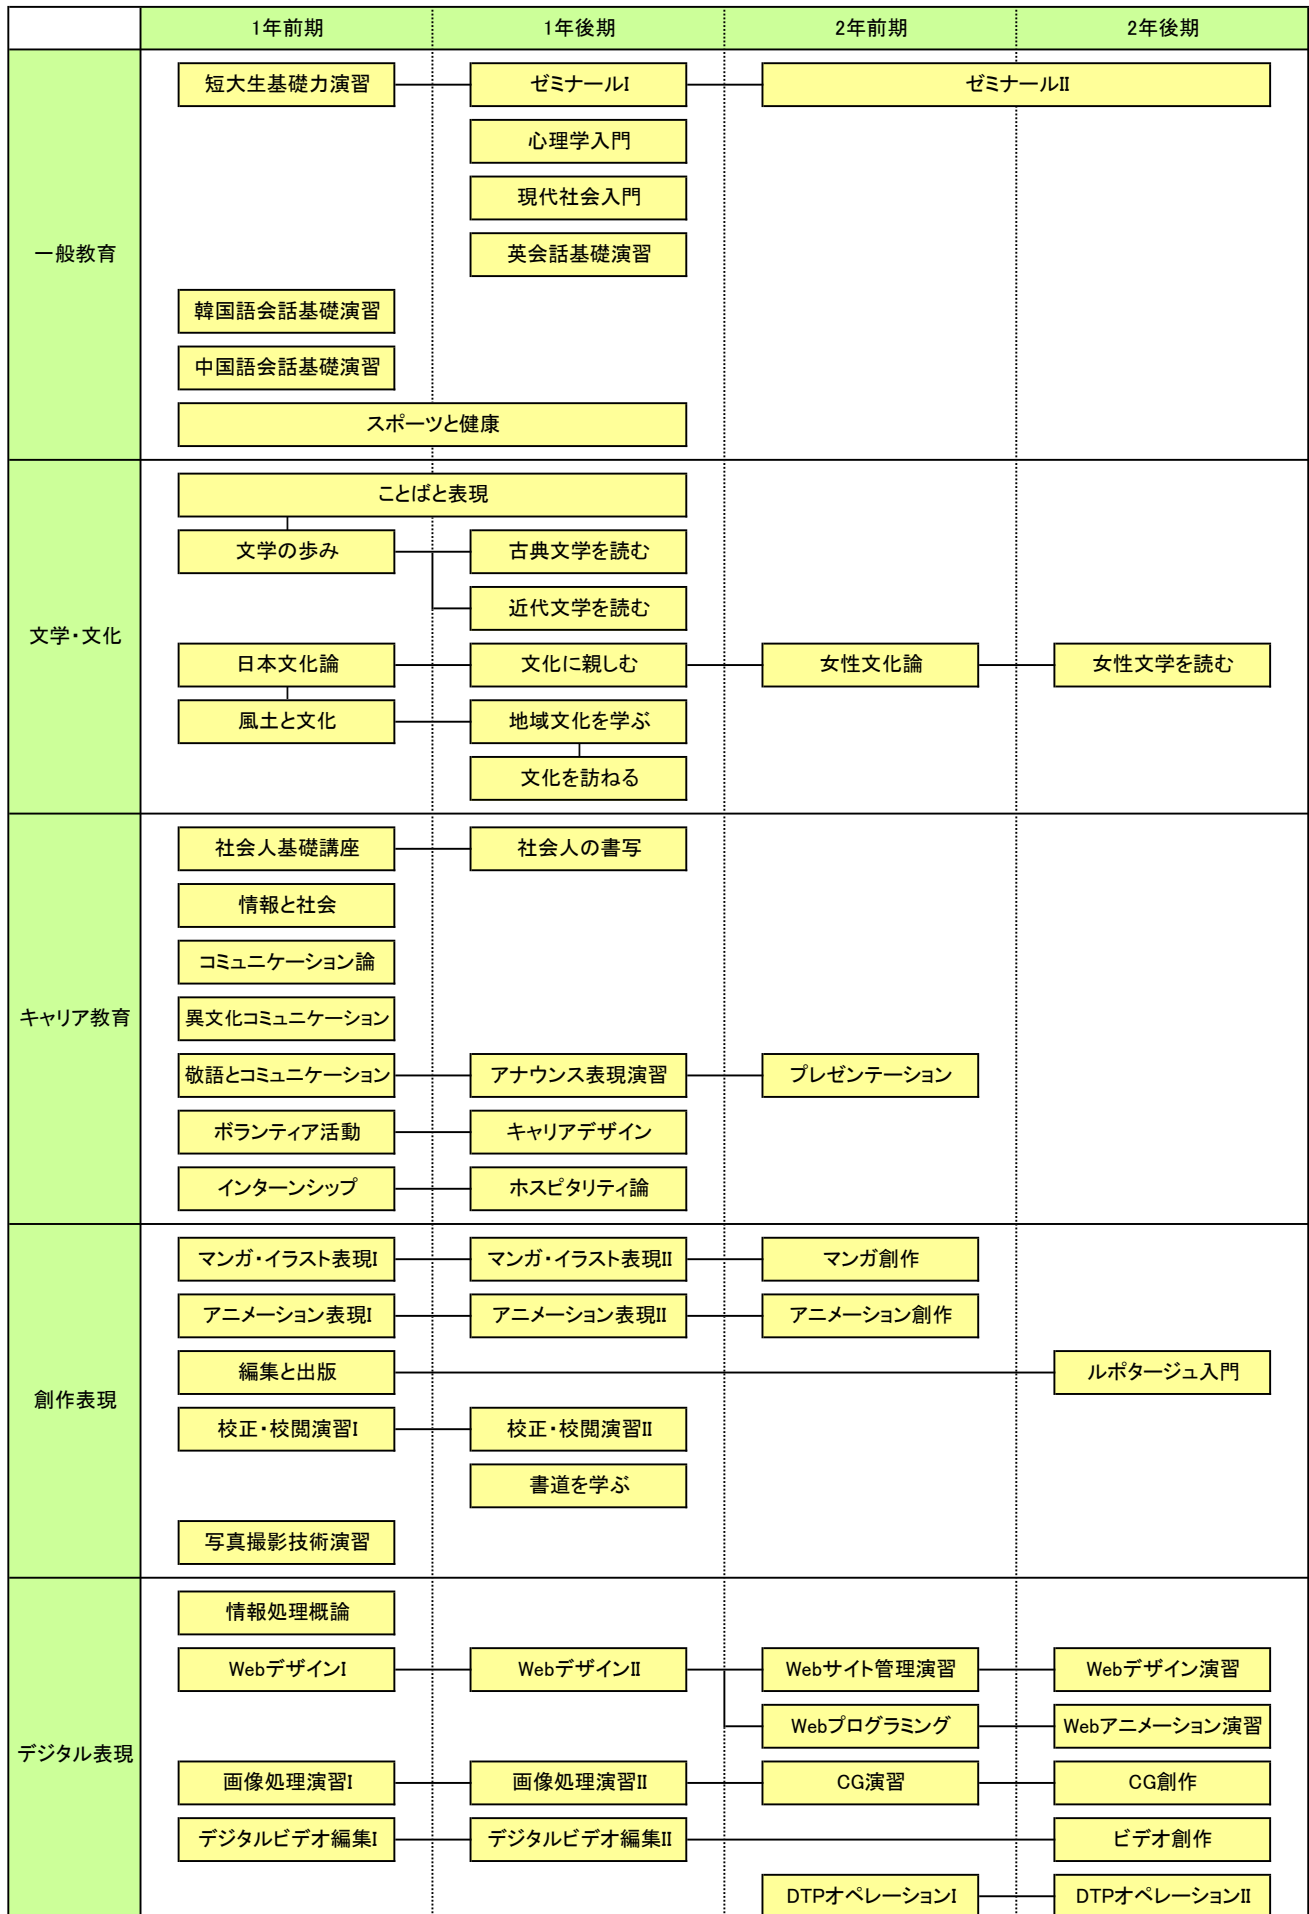 1年前期
1年後期
2年前期
2年後期
一般教育
短大生基礎力演習
ゼミナールI
ゼミナールII
心理学入門
現代社会入門
英会話基礎演習
韓国語会話基礎演習
中国語会話基礎演習
スポーツと健康
文学・文化
ことばと表現
文学の歩み
古典文学を読む
近代文学を読む
日本文化論
文化に親しむ
女性文化論
女性文学を読む
風土と文化
地域文化を学ぶ
文化を訪ねる
キャリア教育
社会人基礎講座
社会人の書写
情報と社会
コミュニケーション論
異文化コミュニケーション
敬語とコミュニケーション
アナウンス表現演習
プレゼンテーション
ボランティア活動
キャリアデザイン
インターンシップ
ホスピタリティ論
創作表現
マンガ・イラスト表現I
マンガ・イラスト表現II
マンガ創作
アニメーション表現I
アニメーション表現II
アニメーション創作
編集と出版
ルポタージュ入門
校正・校閲演習I
校正・校閲演習II
書道を学ぶ
写真撮影技術演習
デジタル表現
情報処理概論
WebデザインI
WebデザインII
Webサイト管理演習
Webデザイン演習
Webプログラミング
Webアニメーション演習
画像処理演習I
画像処理演習II
CG演習
CG創作
デジタルビデオ編集I
デジタルビデオ編集II
ビデオ創作
DTPオペレーションI
DTPオペレーションII